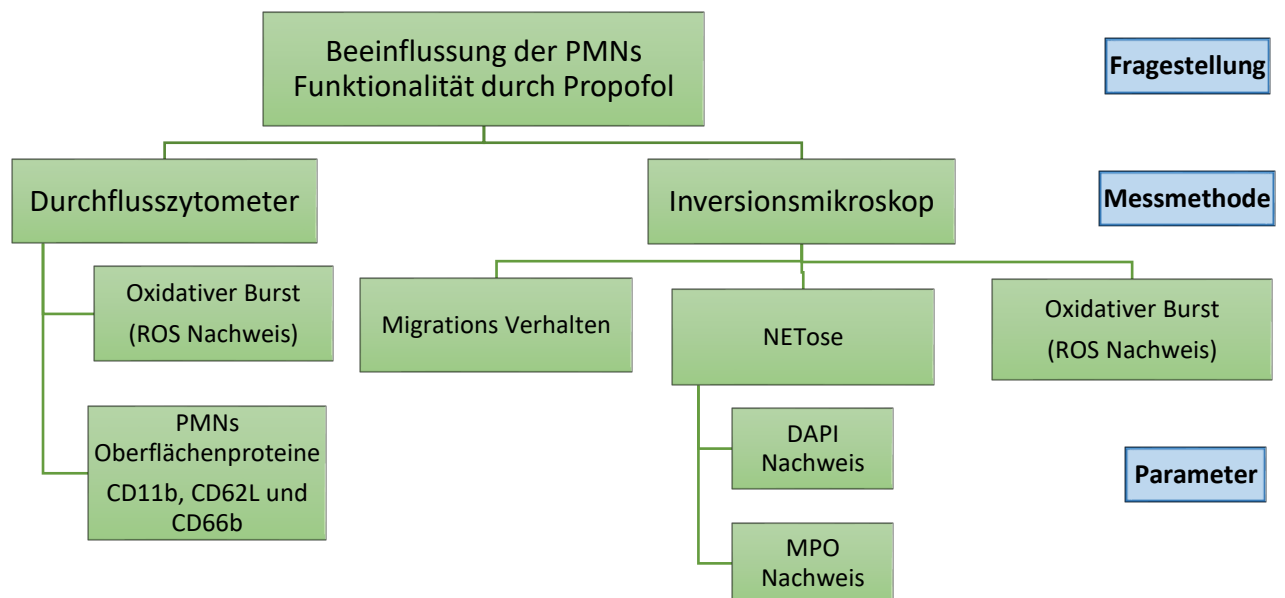 Beeinflussung der PMNs
Funktionalität durch Propofol
Fragestellung
Durchflusszytometer
Inversionsmikroskop
Messmethode
Oxidativer Burst
(ROS Nachweis)
Migrations Verhalten
NETose
Oxidativer Burst
(ROS Nachweis)
PMNs
Oberflächenproteine
CD11b, CD62L und
CD66b
DAPI
Nachweis
Parameter
MPO
Nachweis